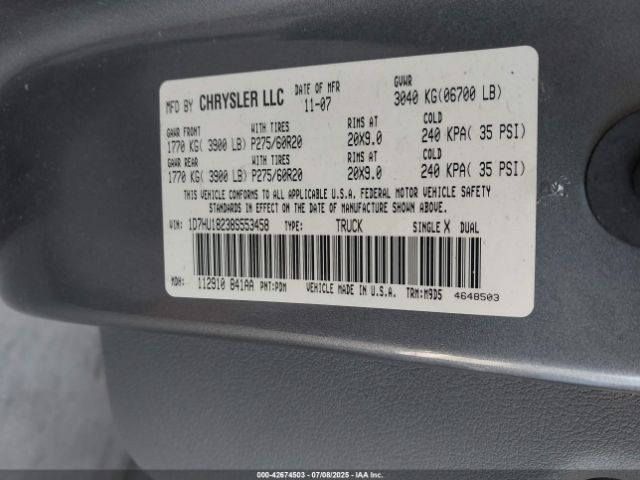 MFD BY CHRYSLER LLC DATE OF MFR 11-07 GVWR 3040 KG(06700 LB)
GAWR FRONT WITH TIRES RIMS AT COLD
1770 KG( 3900 LB) P275/60R20 20X9.0 240 KPA( 35 PSI)
GAWR REAR WITH TIRES RIMS AT COLD
1770 KG( 3900 LB) P275/60R20 20X9.0 240 KPA( 35 PSI)
THIS VEHICLE CONFORMS TO ALL APPLICABLE U.S.A. FEDERAL MOTOR VEHICLE SAFETY
STANDARDS IN EFFECT ON THE DATE OF MANUFACTURE SHOWN ABOVE.
VIN: 1D7HU18238S553458 TYPE: TRUCK SINGLE X DUAL
MDH: 112910 B41AA PNT:PDM VEHICLE MADE IN U.S.A. TRM:M9D5 4648503
000-42674503 - 07/08/2025 - IAAI.COM